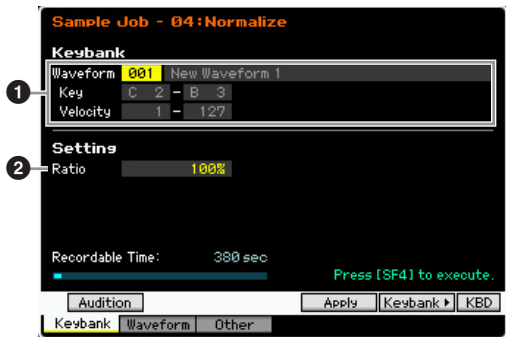 Sample Job - 04:Normalize
Keybank
1 Waveform 001 New Waveform 1
Key C 2 - B 3
Velocity 1 - 127
Setting
2 Ratio 100%
Recordable Time: 380 sec
Press [SF4] to execute.
Audition Apply Keybank KBD
Keybank Waveform Other